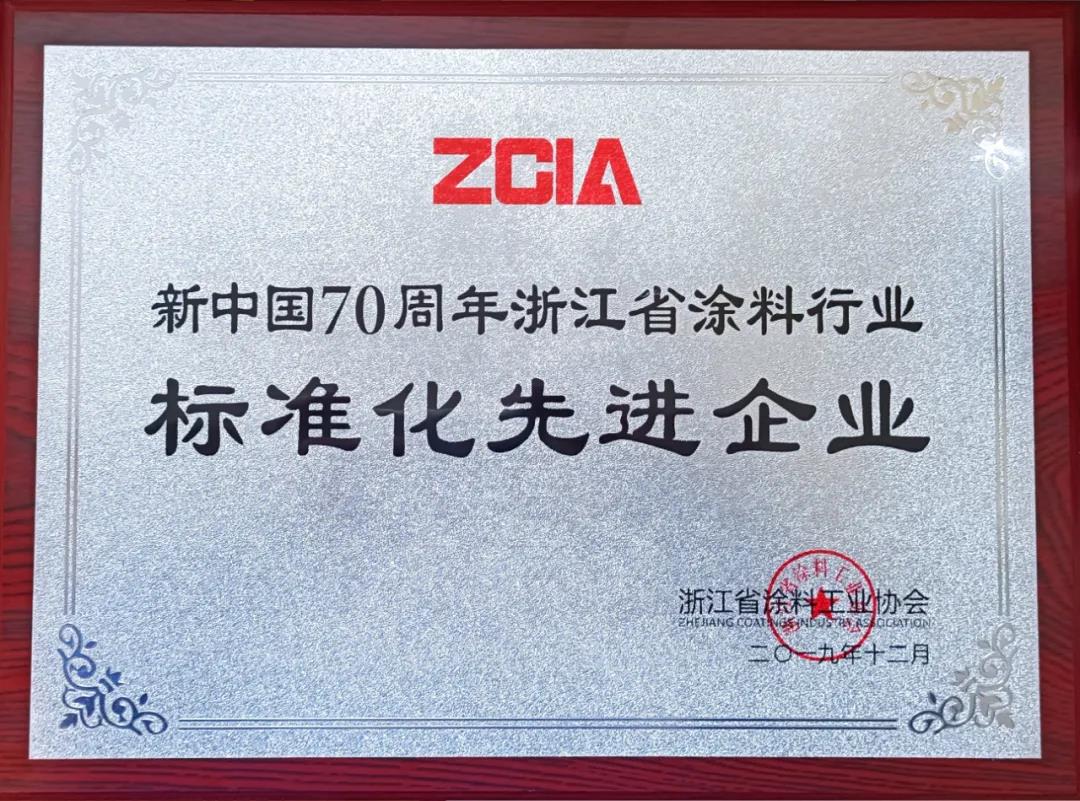 ZCIA
新中国70周年浙江省涂料行业
标准化先进企业
浙江省涂料工业协会
ZHEJIANG COATINGS INDUSTRY ASSOCIATION
二〇一九年十二月